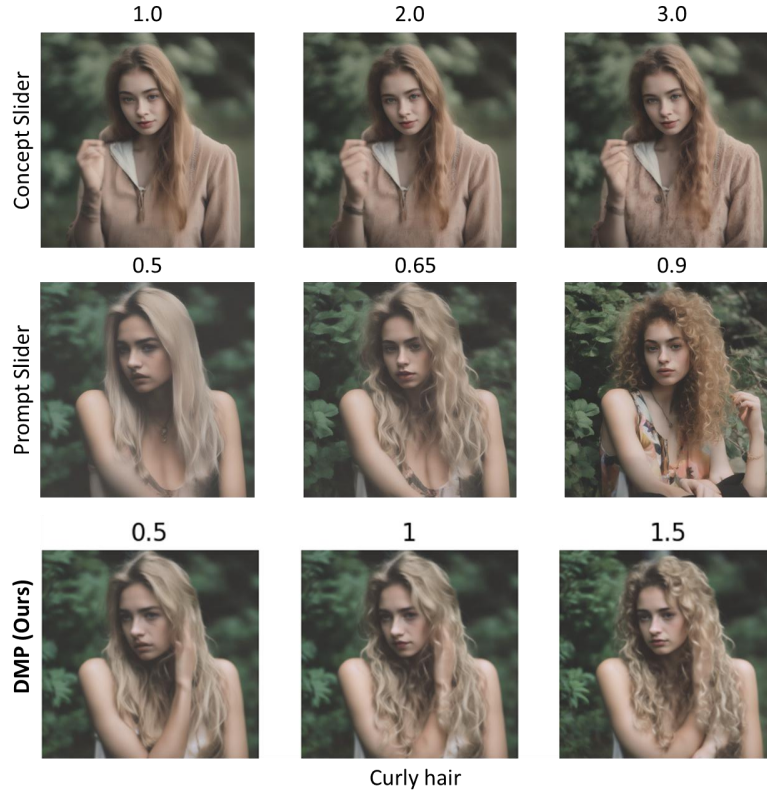 1.0 2.0 3.0
Concept Slider
0.5 0.65 0.9
Prompt Slider
0.5 1 1.5
DMP (Ours)
Curly hair